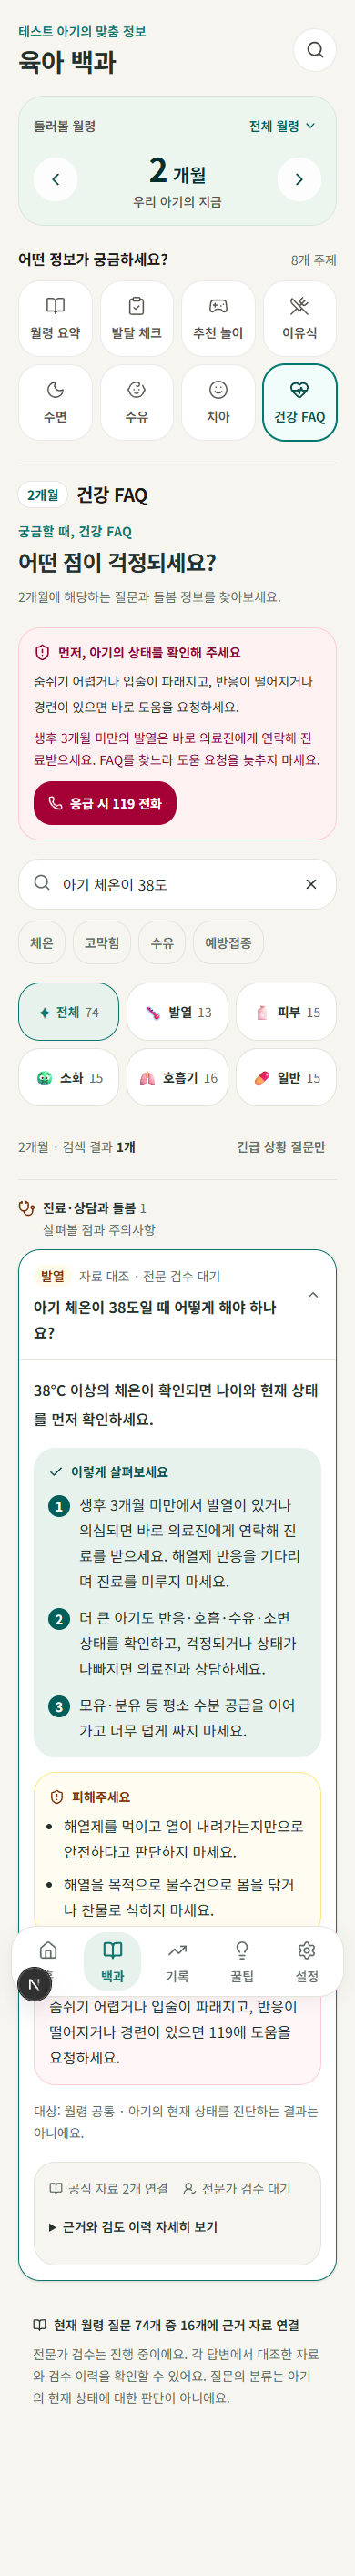 테스트 아기의 맞춤 정보
육아 백과
둘러볼 월령
전체 월령
2 개월
우리 아기의 지금
어떤 정보가 궁금하세요?
8개 주제
월령 요약
발달 체크
추천 놀이
이유식
수면
수유
치아
건강 FAQ
2개월 건강 FAQ
궁금할 때, 건강 FAQ
어떤 점이 걱정되세요?
2개월에 해당하는 질문과 돌봄 정보를 찾아보세요.
먼저, 아기의 상태를 확인해 주세요
숨쉬기 어렵거나 입술이 파래지고, 반응이 떨어지거나
경련이 있으면 바로 도움을 요청하세요.
생후 3개월 미만의 발열은 바로 의료진에게 연락해 진
료받으세요. FAQ를 찾느라 도움 요청을 늦추지 마세요.
응급 시 119 전화
아기 체온이 38도
체온
코막힘
수유
예방접종
전체 74
발열 13
피부 15
소화 15
호흡기 16
일반 15
2개월 · 검색 결과 1개
긴급 상황 질문만
진료·상담과 돌봄 1
살펴볼 점과 주의사항
발열 자료 대조 · 전문 검수 대기
아기 체온이 38도일 때 어떻게 해야 하나
요?
38°C 이상의 체온이 확인되면 나이와 현재 상태
를 먼저 확인하세요.
이렇게 살펴보세요
1 생후 3개월 미만에서 발열이 있거나
의심되면 바로 의료진에게 연락해 진
료를 받으세요. 해열제 반응을 기다리
며 진료를 미루지 마세요.
2 더 큰 아기도 반응·호흡·수유·소변
상태를 확인하고, 걱정되거나 상태가
나빠지면 의료진과 상담하세요.
3 모유·분유 등 평소 수분 공급을 이어
가고 너무 덥게 싸지 마세요.
피해주세요
해열제를 먹이고 열이 내려가는지만으로
안전하다고 판단하지 마세요.
해열을 목적으로 물수건으로 몸을 닦거
나 찬물로 식히지 마세요.
백과
기록
꿀팁
설정
N
숨쉬기 어렵거나 입술이 파래지고, 반응이
떨어지거나 경련이 있으면 119에 도움을
요청하세요.
대상: 월령 공통 · 아기의 현재 상태를 진단하는 결과는
아니에요.
공식 자료 2개 연결
전문가 검수 대기
근거와 검토 이력 자세히 보기
현재 월령 질문 74개 중 16개에 근거 자료 연결
전문가 검수는 진행 중이에요. 각 답변에서 대조한 자료
와 검수 이력을 확인할 수 있어요. 질문의 분류는 아기
의 현재 상태에 대한 판단이 아니에요.